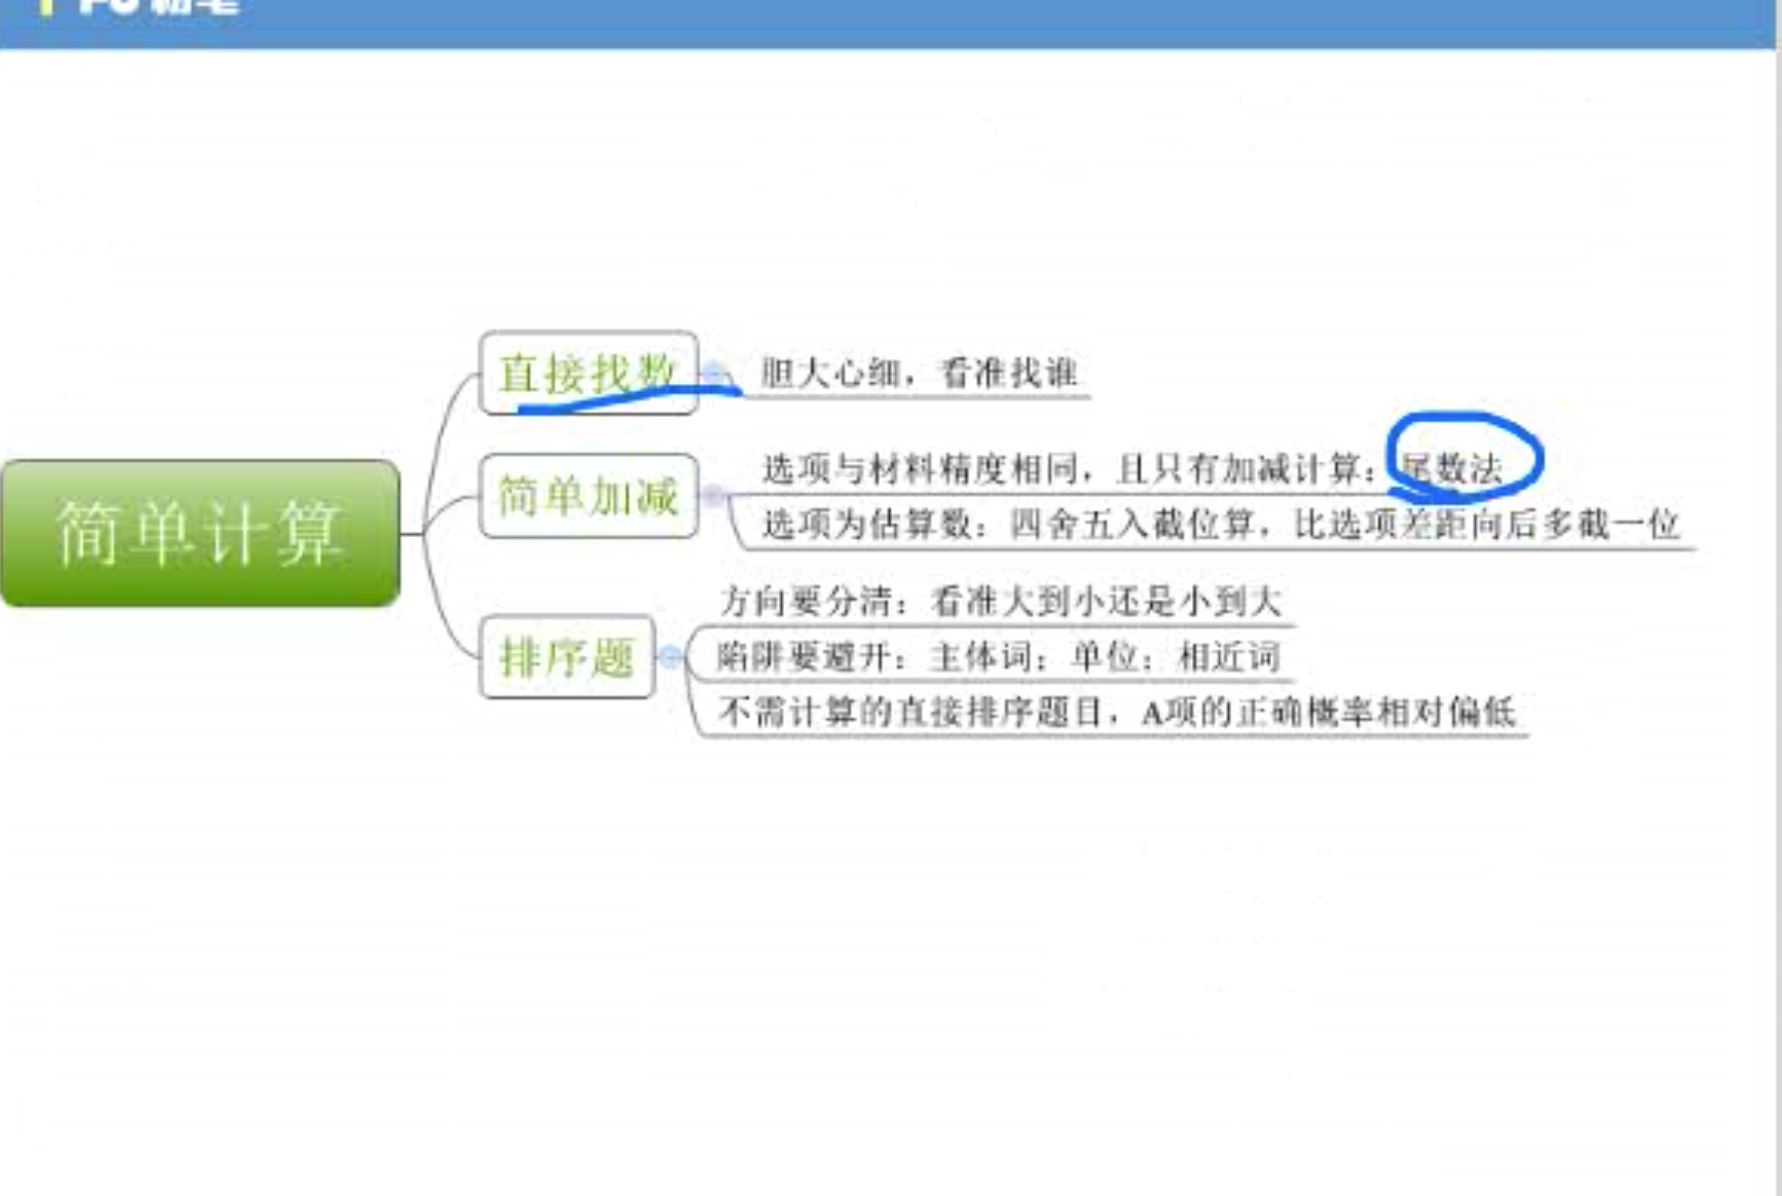 粉笔
直接找数
胆大心细，看准找谁
简单计算
简单加减
选项与材料精度相同，且只有加减计算：尾数法
选项为估算数：四舍五入截位算，比选项差距向后多截一位
排序题
方向要分清：看准大到小还是小到大
陷阱要避开：主体词；单位；相近词
不需计算的直接排序题目，A项的正确概率相对偏低